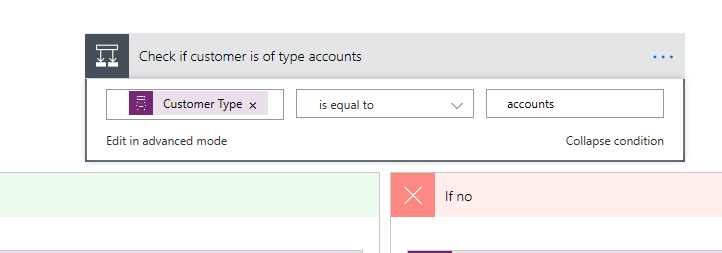 Check if customer is of type accounts
Customer Type × is equal to accounts
Edit in advanced mode Collapse condition
If no